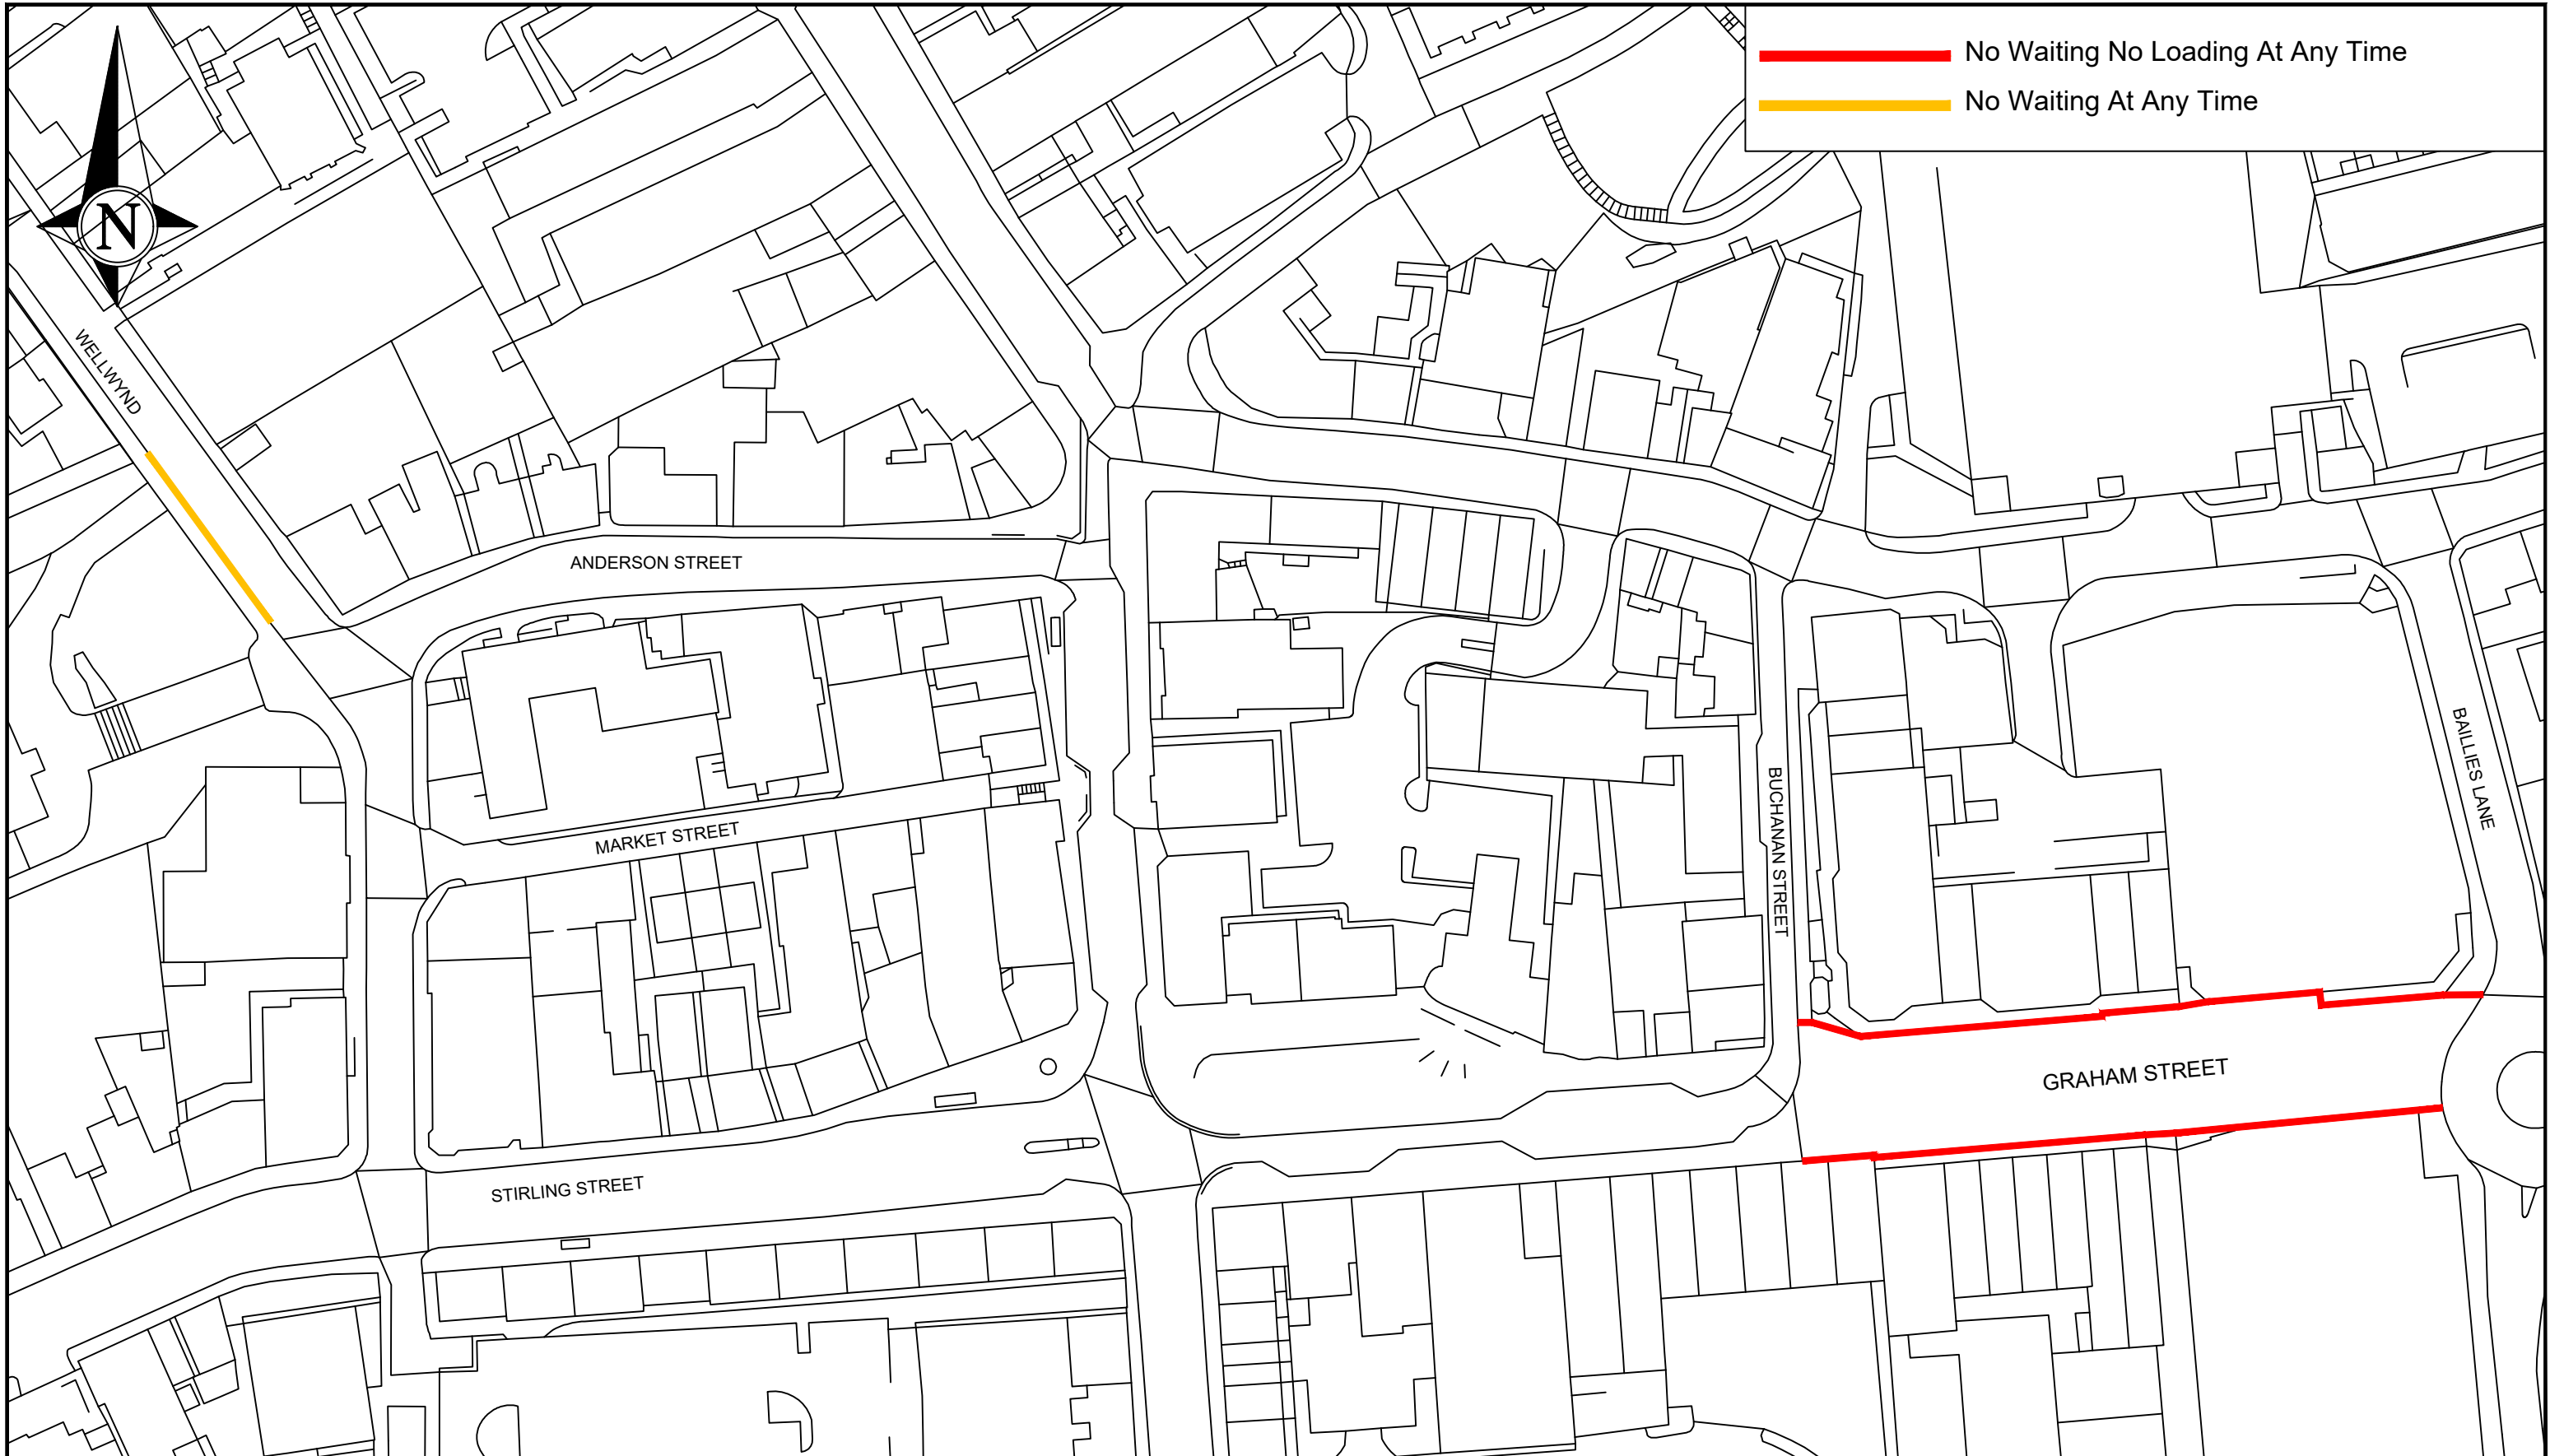 No Waiting No Loading At Any Time
No Waiting At Any Time
N
WELLWYND
ANDERSON STREET
MARKET STREET
BUCHANAN STREET
BAILLIES LANE
GRAHAM STREET
STIRLING STREET